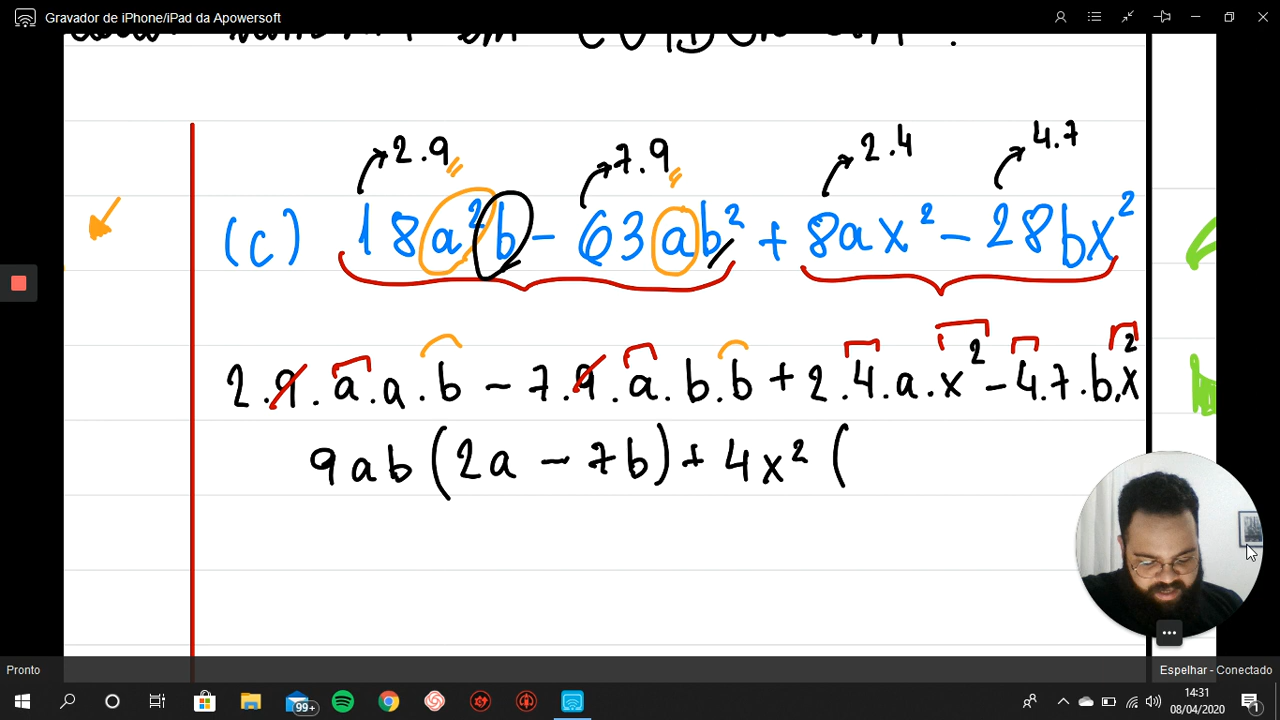 Gravador de iPhone/iPad da Apowersoft
2.9 7.9 2.4 4.7
(c) 18a²b - 63ab² + 8ax² - 28bx²
2.9.a.a.b - 7.9.a.b.b + 2.4.a.x² - 4.7.b.x²
9ab(2a - 7b) + 4x² (
Pronto
Espelhar - Conectado
99+
14:31
08/04/2020
1